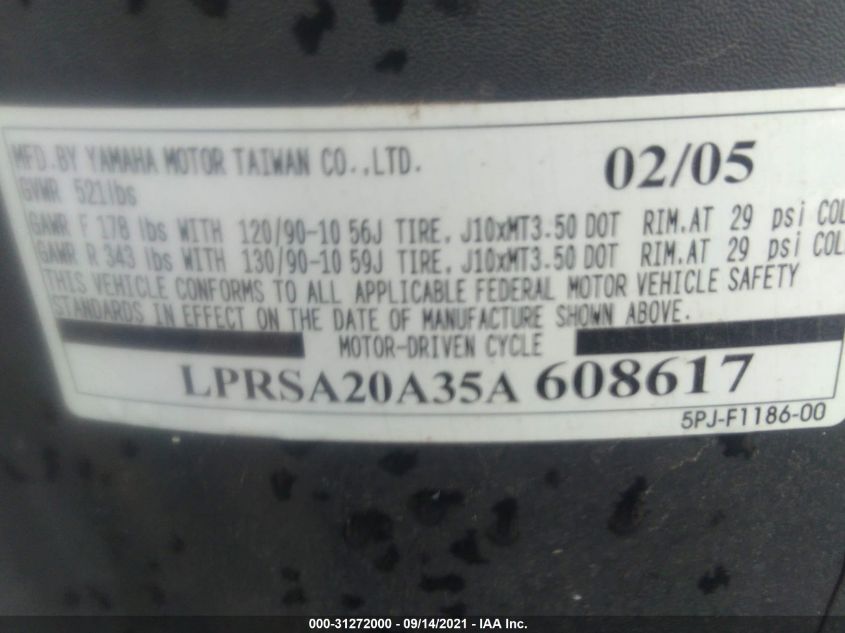 MFD.BY YAMAHA MOTOR TAIWAN CO.,LTD. 02/05
GVWR 521lbs
GAWR F 178 lbs WITH 120/90-10 56J TIRE, J10xMT3.50 DOT RIM.AT 29 psi COL
GAWR R 343 lbs WITH 130/90-10 59J TIRE, J10xMT3.50 DOT RIM.AT 29 psi COL
THIS VEHICLE CONFORMS TO ALL APPLICABLE FEDERAL MOTOR VEHICLE SAFETY
STANDARDS IN EFFECT ON THE DATE OF MANUFACTURE SHOWN ABOVE.
MOTOR-DRIVEN CYCLE
LPRSA20A35A 608617
5PJ-F1186-00
000-31272000 - 09/14/2021 - IAA Inc.